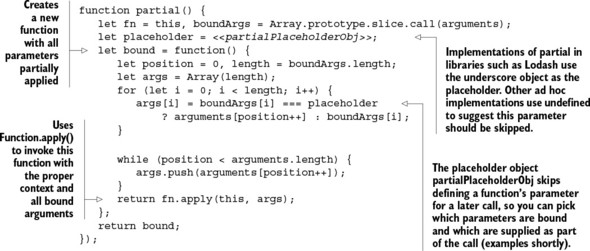 Creates
a new
function
with all
parameters
partially
applied
function partial() {
let fn = this, boundArgs = Array.prototype.slice.call(arguments);
let placeholder = <<partialPlaceholderObj>>;
let bound = function() {
let position = 0, length = boundArgs.length;
let args = Array(length);
for (let i = 0; i < length; i++) {
args[i] = boundArgs[i] === placeholder
? arguments[position++] : boundArgs[i];
}
while (position < arguments.length) {
args.push(arguments[position++]);
}
return fn.apply(this, args);
};
return bound;
});
Implementations of partial in
libraries such as Lodash use
the underscore object as the
placeholder. Other ad hoc
implementations use undefined
to suggest this parameter
should be skipped.
Uses
Function.apply()
to invoke this
function with
the proper
context and
all bound
arguments
The placeholder object
partialPlaceholderObj skips
defining a function's parameter
for a later call, so you can pick
which parameters are bound
and which are supplied as part
of the call (examples shortly).